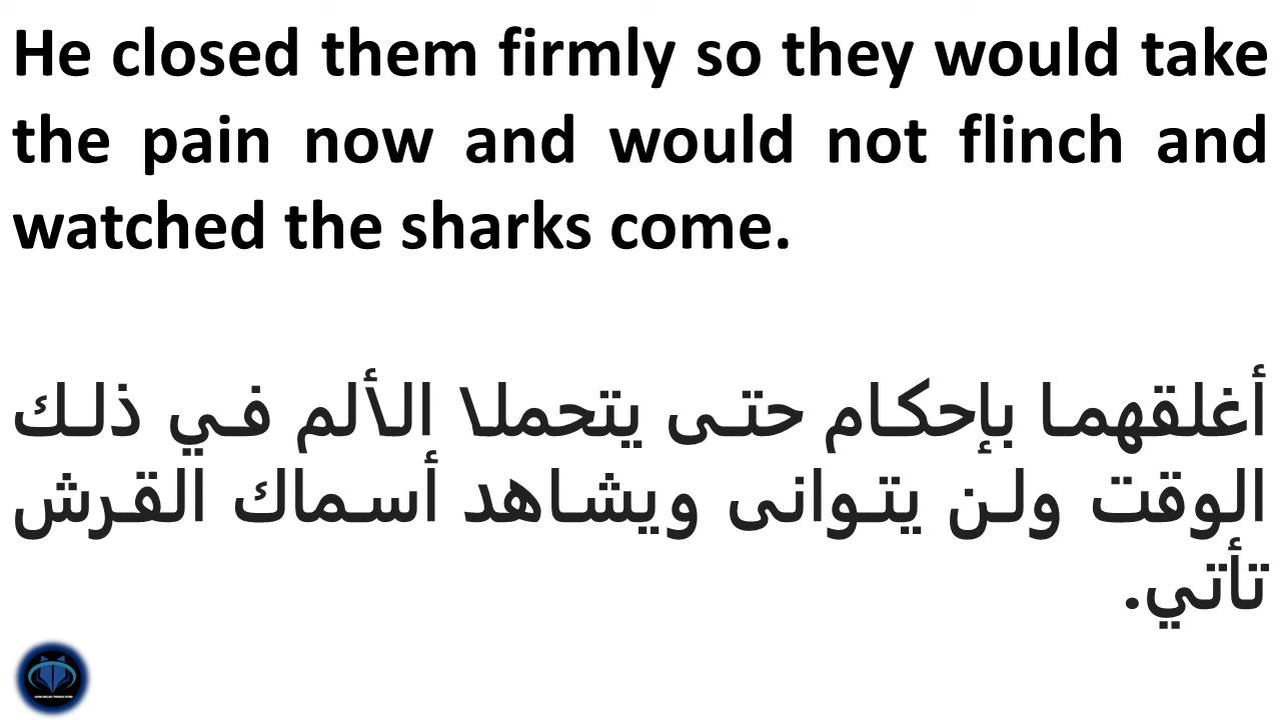 He closed them firmly so they would take
the pain now and would not flinch and
watched the sharks come.
أغلقهما بإحكام حتى يتحملا الألم في ذلك
الوقت ولن يتوانى ويشاهد أسماك القرش
تأتي.